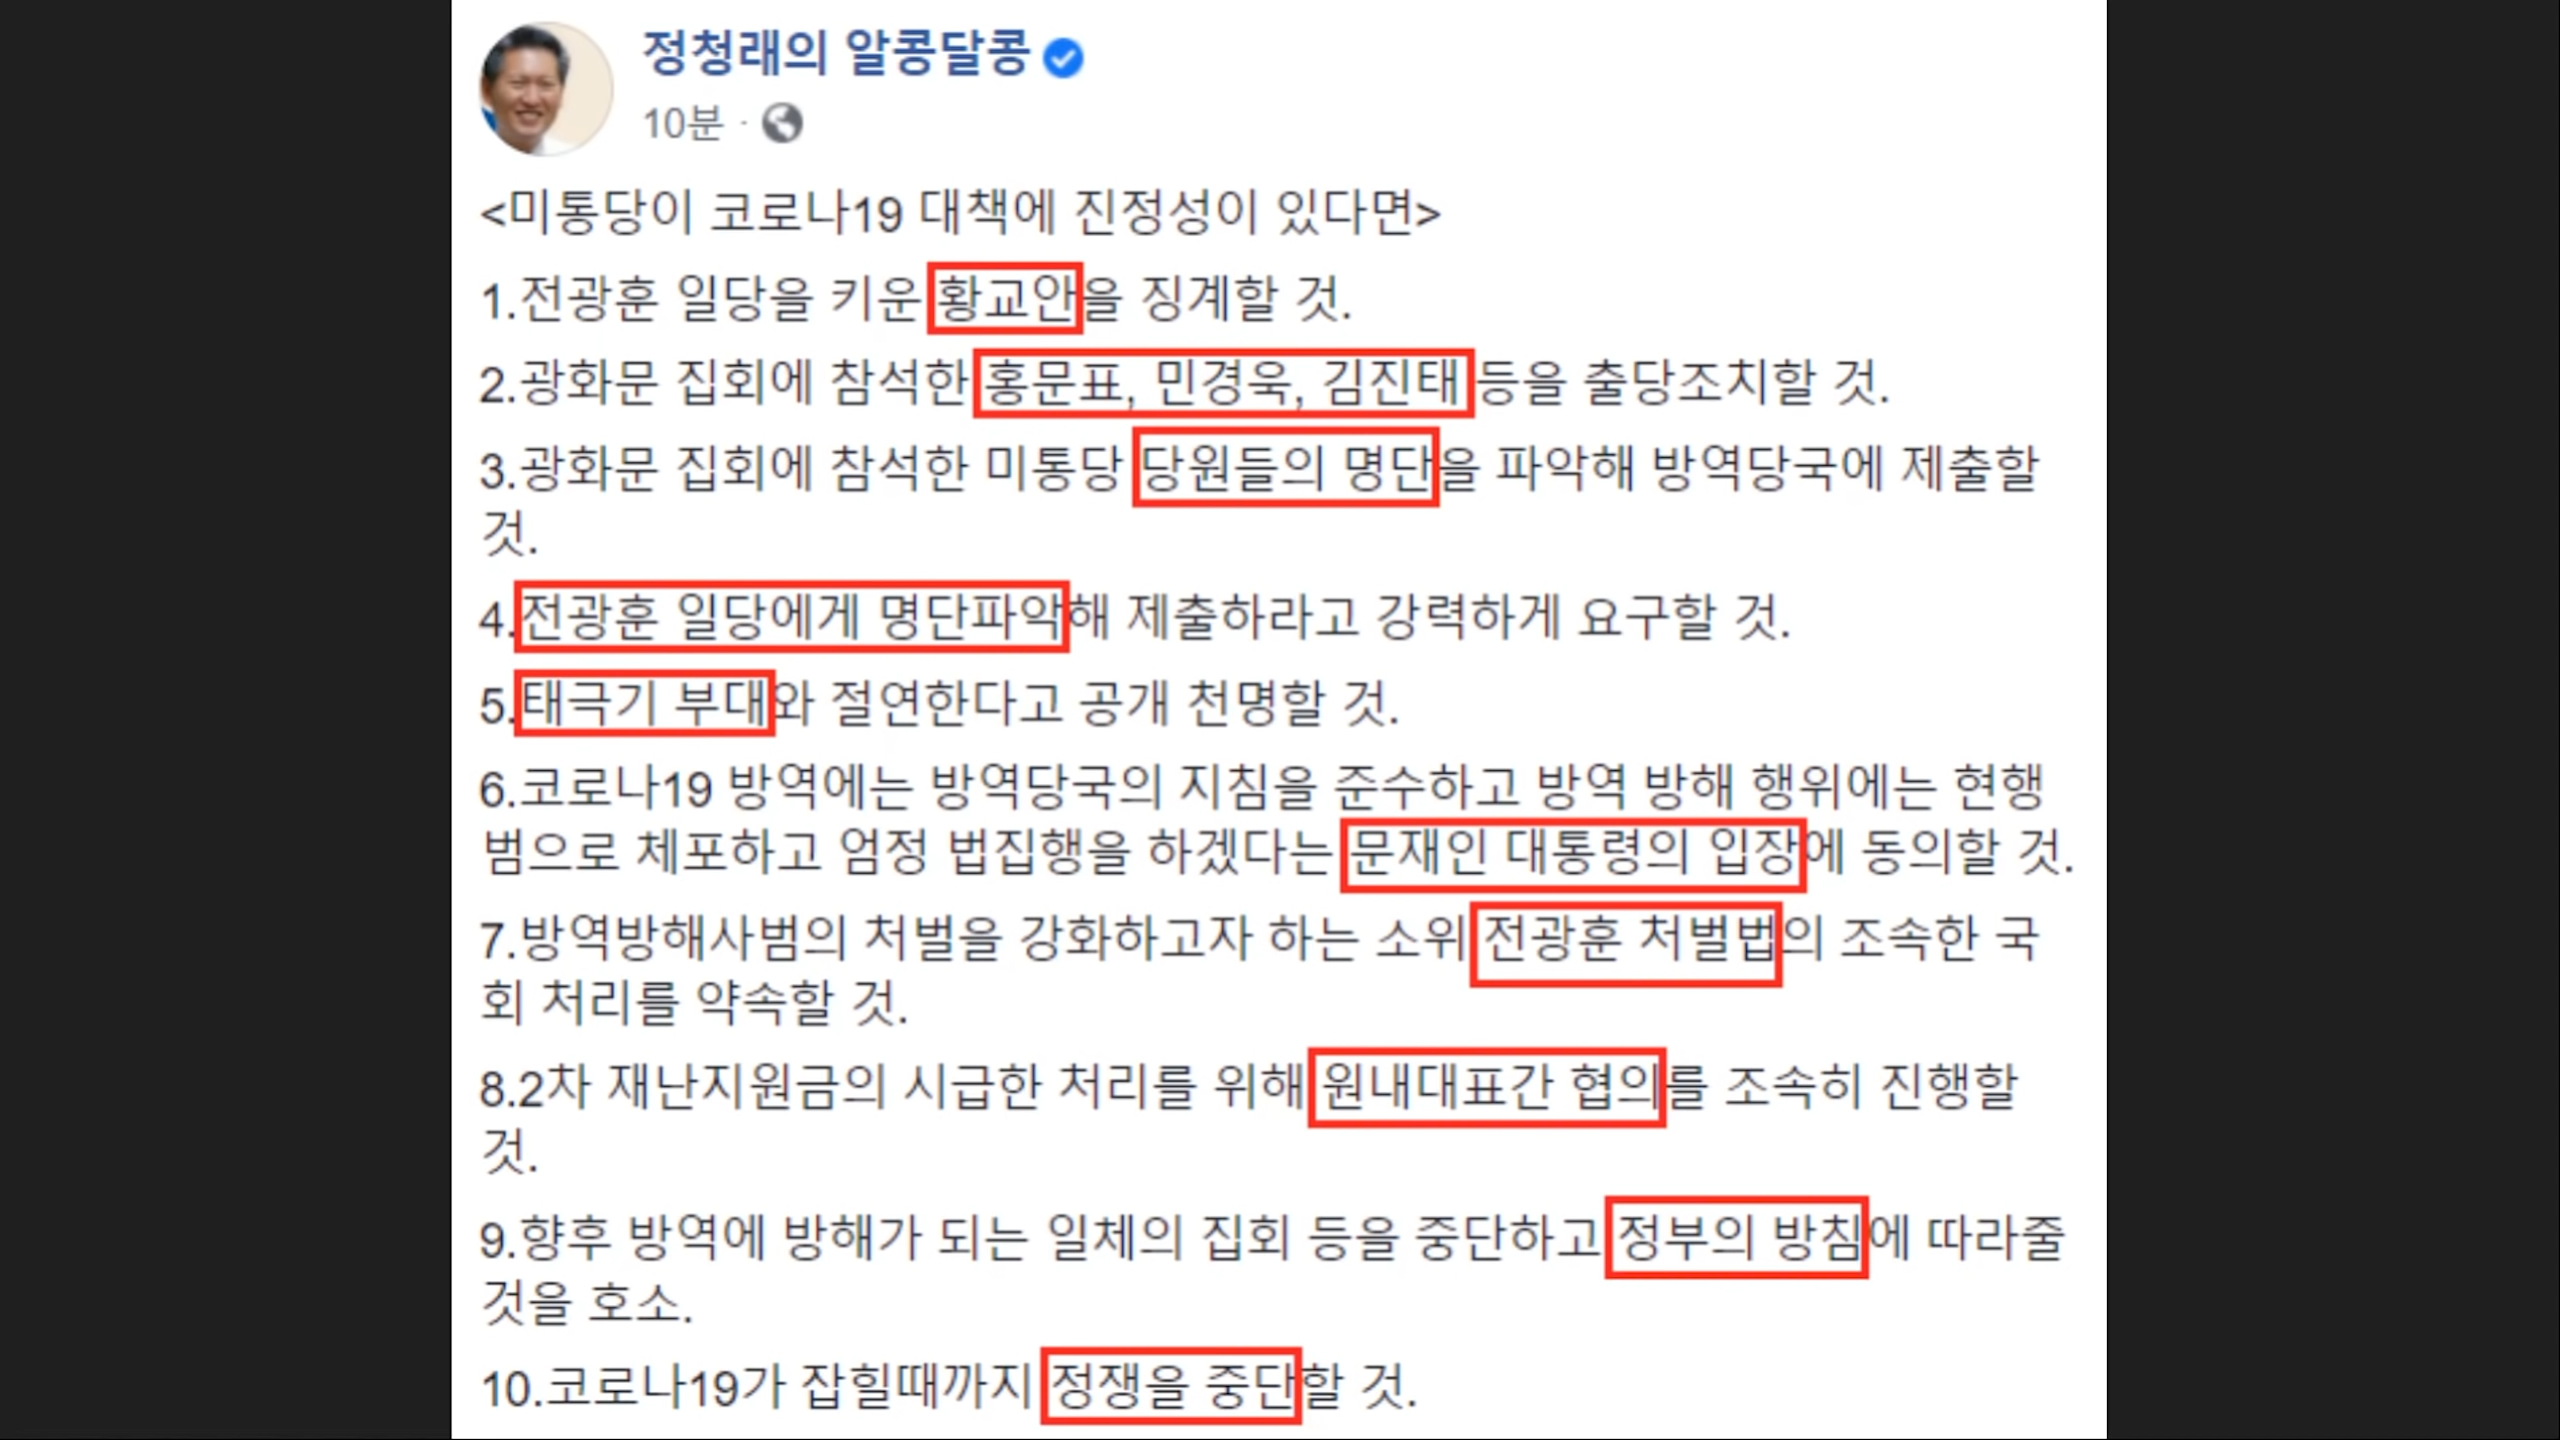 정청래의 알콩달콩
10분 ·
<미통당이 코로나19 대책에 진정성이 있다면>
1.전광훈 일당을 키운 황교안을 징계할 것.
2.광화문 집회에 참석한 홍문표, 민경욱, 김진태 등을 출당조치할 것.
3.광화문 집회에 참석한 미통당 당원들의 명단을 파악해 방역당국에 제출할
것.
4.전광훈 일당에게 명단파악해 제출하라고 강력하게 요구할 것.
5.태극기 부대와 절연한다고 공개 천명할 것.
6.코로나19 방역에는 방역당국의 지침을 준수하고 방역 방해 행위에는 현행
범으로 체포하고 엄정 법집행을 하겠다는 문재인 대통령의 입장에 동의할 것.
7.방역방해사범의 처벌을 강화하고자 하는 소위 전광훈 처벌법의 조속한 국
회 처리를 약속할 것.
8.2차 재난지원금의 시급한 처리를 위해 원내대표간 협의를 조속히 진행할
것.
9.향후 방역에 방해가 되는 일체의 집회 등을 중단하고 정부의 방침에 따라줄
것을 호소.
10.코로나19가 잡힐때까지 정쟁을 중단할 것.